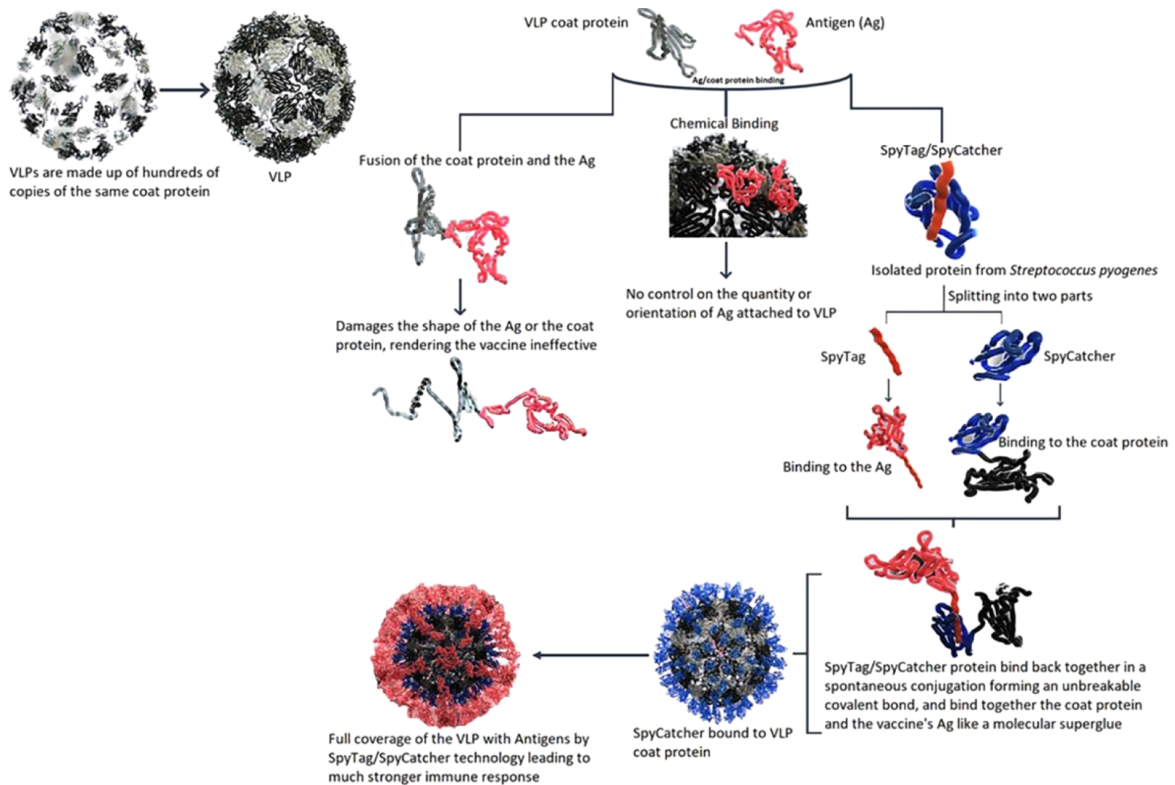 VLP coat protein
Antigen (Ag)
Ag/coat protein binding
VLPs are made up of hundreds of
copies of the same coat protein
VLP
Fusion of the coat protein and the Ag
Chemical Binding
SpyTag/SpyCatcher
Isolated protein from Streptococcus pyogenes
Splitting into two parts
No control on the quantity or
orientation of Ag attached to VLP
Damages the shape of the Ag or the coat
protein, rendering the vaccine ineffective
SpyTag
SpyCatcher
Binding to the Ag
Binding to the coat protein
SpyTag/SpyCatcher protein bind back together in a
spontaneous conjugation forming an unbreakable
covalent bond, and bind together the coat protein
and the vaccine's Ag like a molecular superglue
SpyCatcher bound to VLP
coat protein
Full coverage of the VLP with Antigens by
SpyTag/SpyCatcher technology leading to
much stronger immune response